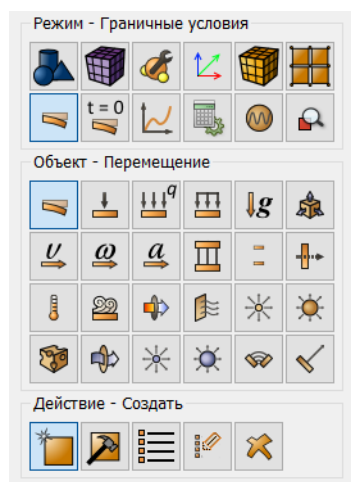 Режим - Граничные условия
t = 0
Объект - Перемещение
q
g
v ω a
Действие - Создать